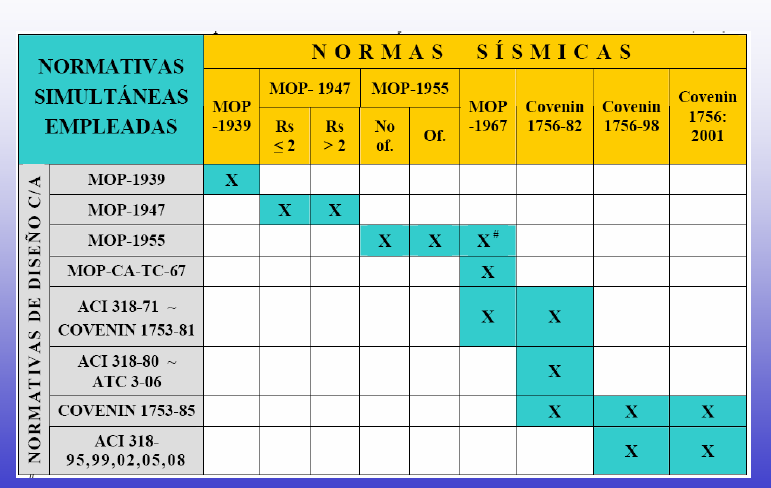 NORMATIVAS
SIMULTÁNEAS
EMPLEADAS
NORMAS SÍSMICAS
MOP
-1939
MOP- 1947
MOP-1955
MOP
-1967
Covenin
1756-82
Covenin
1756-98
Covenin
1756:
2001
Rs
≤ 2
Rs
> 2
No
of.
Of.
NORMATIVAS DE DISEÑO C/A
MOP-1939 X
MOP-1947 X X
MOP-1955 X X X#
MOP-CA-TC-67 X
ACI 318-71 ~
COVENIN 1753-81 X X
ACI 318-80 ~
ATC 3-06 X
COVENIN 1753-85 X X X
ACI 318-
95,99,02,05,08 X X